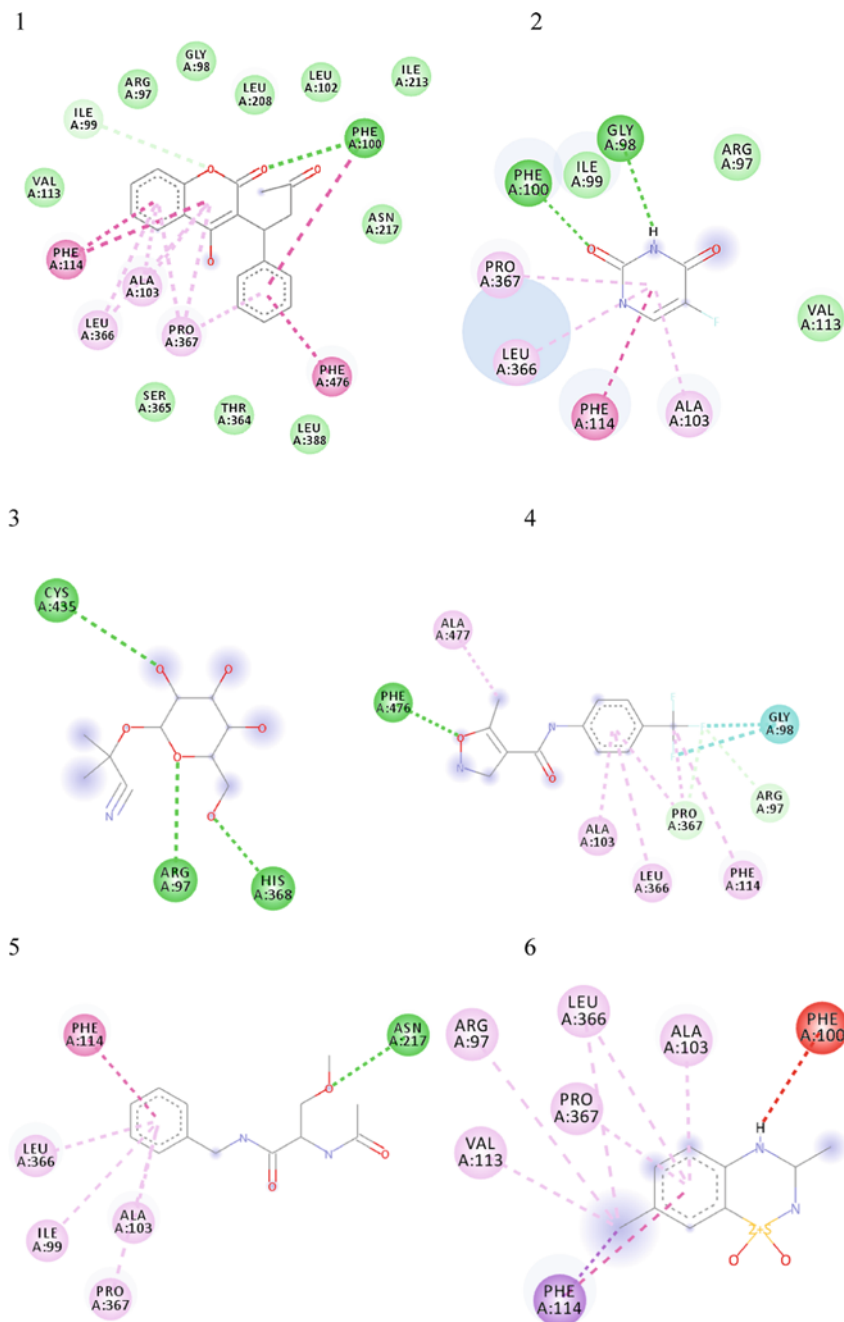 1
2
GLY
A:98
ARG
A:97
LEU
A:208
LEU
A:102
ILE
A:213
ILE
A:99
PHE
A:100
VAL
A:113
ASN
A:217
PHE
A:114
ALA
A:103
LEU
A:366
PRO
A:367
PHE
A:476
SER
A:365
THR
A:364
LEU
A:388
O
O
O
O
GLY
A:98
PHE
A:100
ILE
A:99
ARG
A:97
PRO
A:367
LEU
A:366
PHE
A:114
ALA
A:103
VAL
A:113
H
N
O
O
N
F
3
4
CYS
A:435
ARG
A:97
HIS
A:368
O
O
O
O
O
O
N
ALA
A:477
PHE
A:476
GLY
A:98
ARG
A:97
PRO
A:367
ALA
A:103
LEU
A:366
PHE
A:114
O
N
N
O
5
6
PHE
A:114
ASN
A:217
LEU
A:366
ILE
A:99
ALA
A:103
PRO
A:367
O
N
N
O
O
ARG
A:97
LEU
A:366
ALA
A:103
PHE
A:100
PRO
A:367
VAL
A:113
PHE
A:114
H
N
N
2+S
O
O